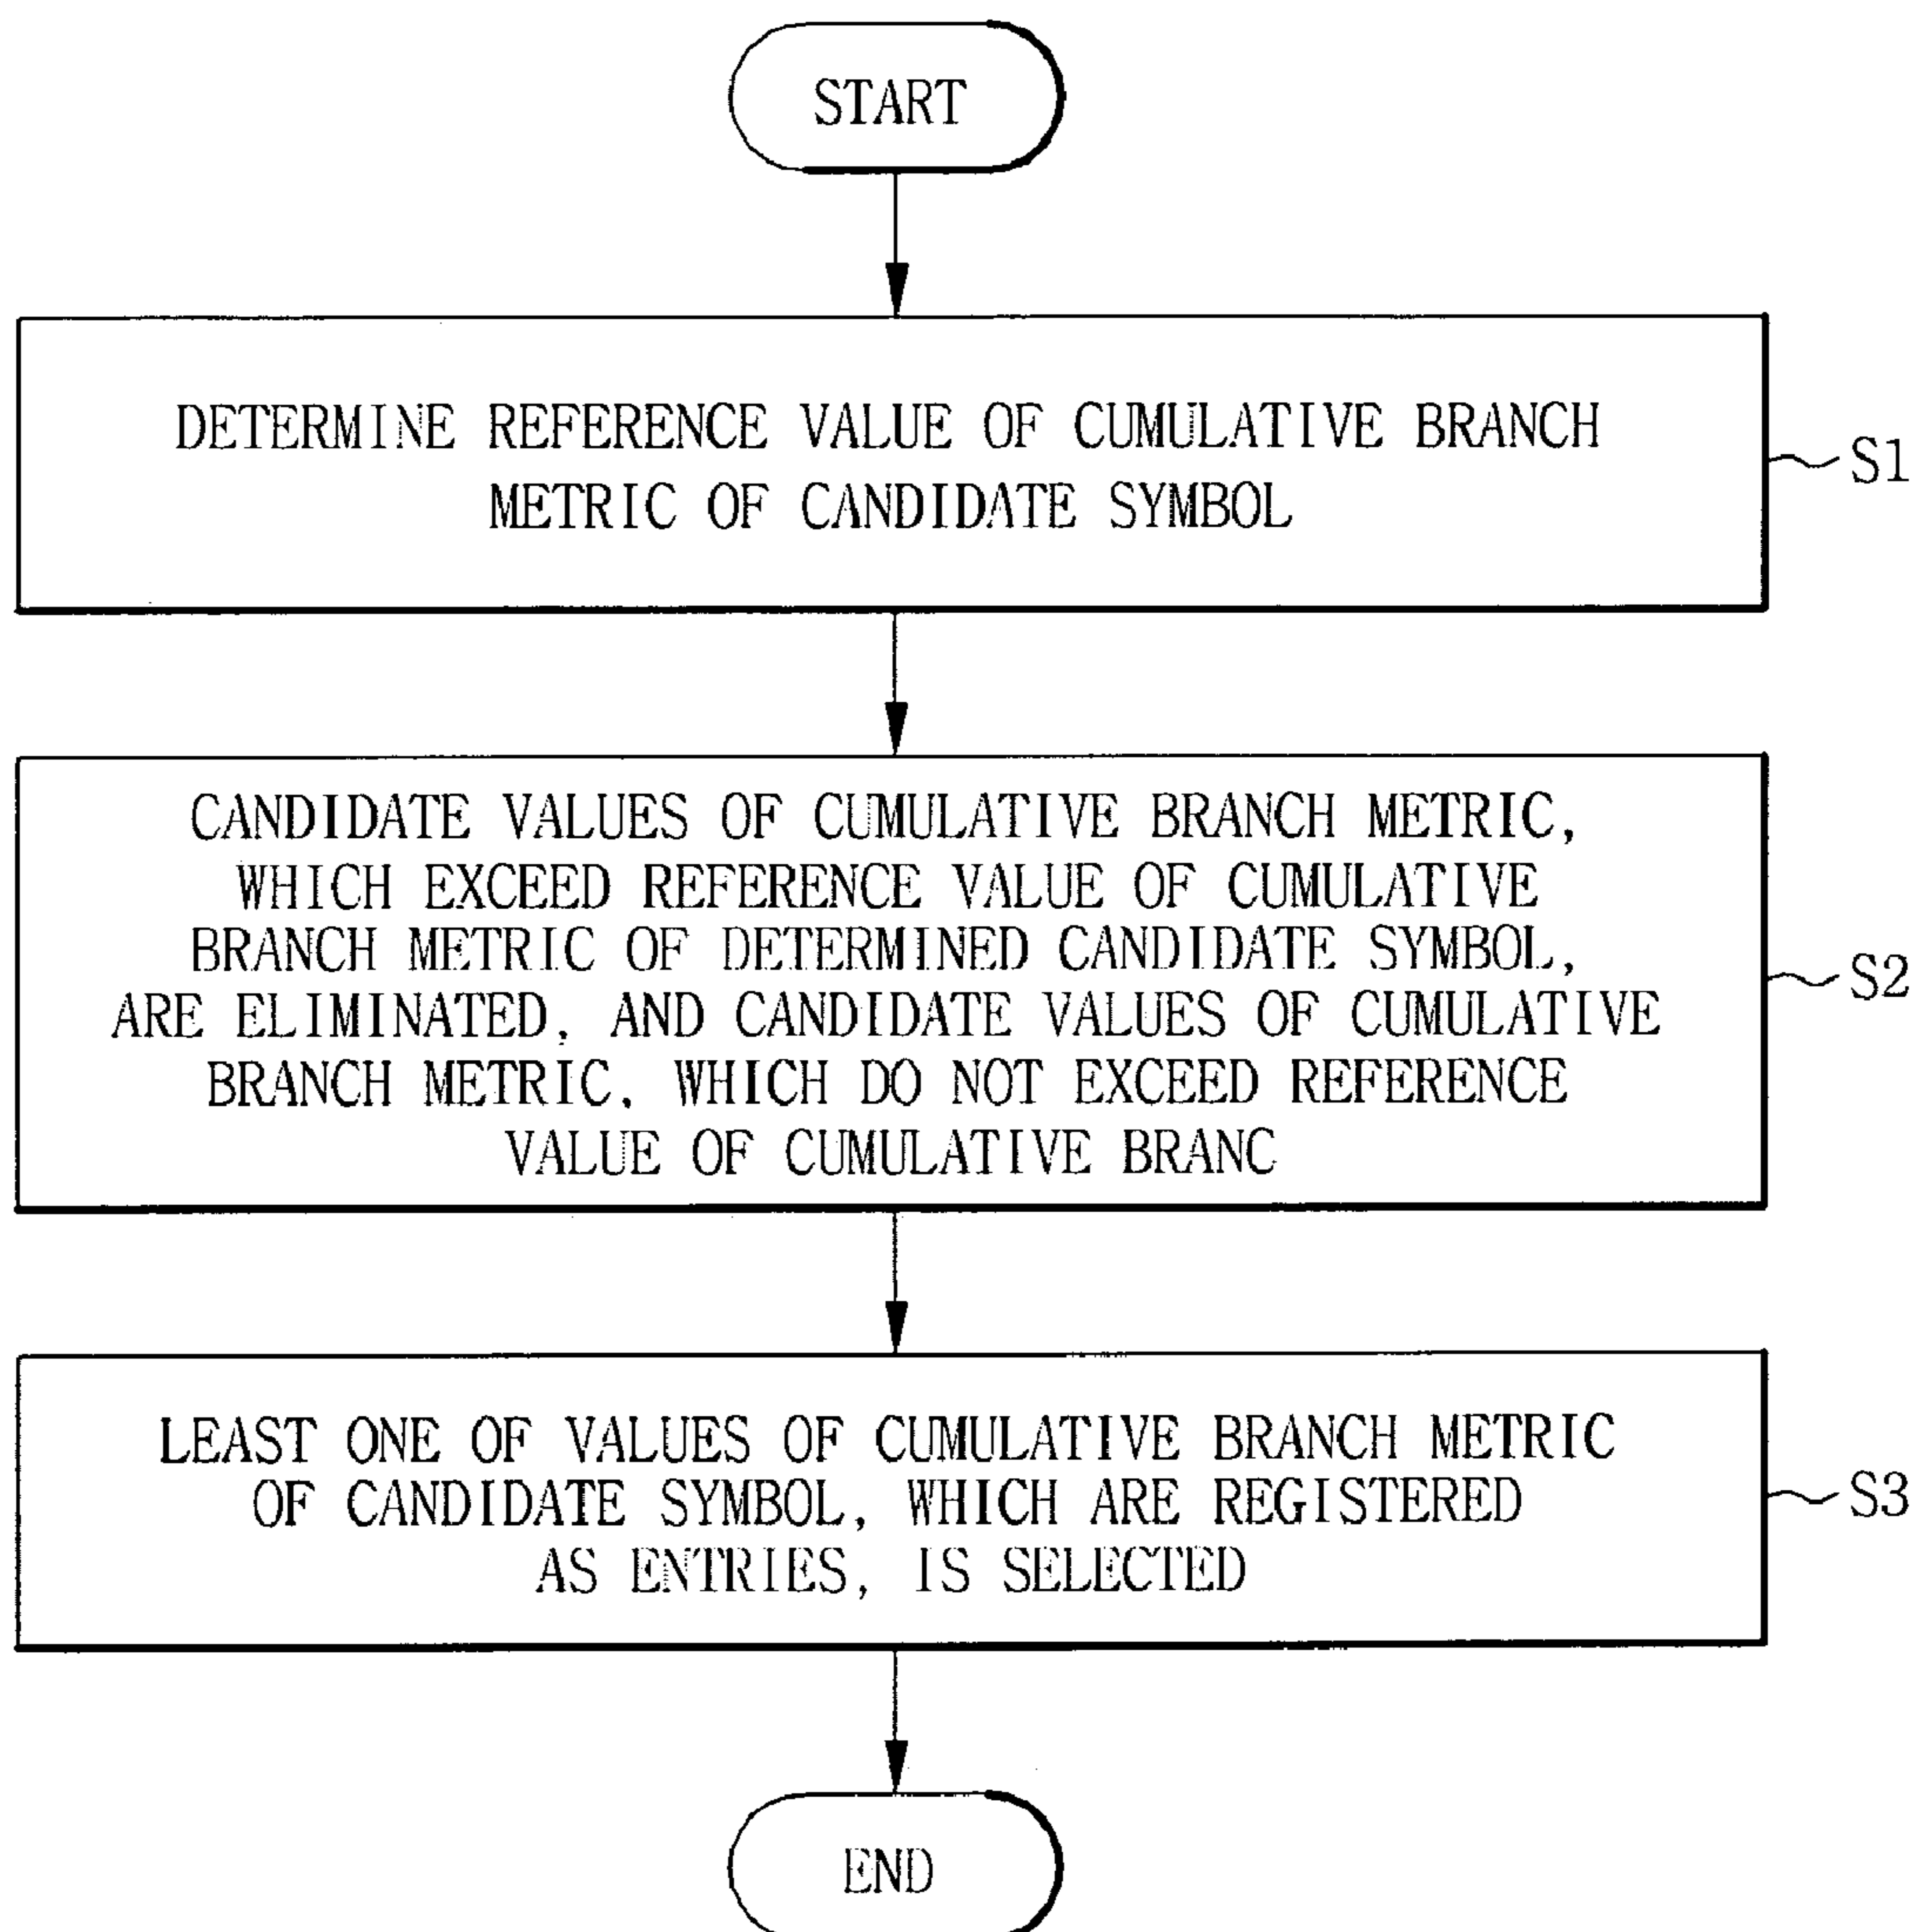 START
DETERMINE REFERENCE VALUE OF CUMULATIVE BRANCH
METRIC OF CANDIDATE SYMBOL
S1
CANDIDATE VALUES OF CUMULATIVE BRANCH METRIC,
WHICH EXCEED REFERENCE VALUE OF CUMULATIVE
BRANCH METRIC OF DETERMINED CANDIDATE SYMBOL,
ARE ELIMINATED, AND CANDIDATE VALUES OF CUMULATIVE
BRANCH METRIC, WHICH DO NOT EXCEED REFERENCE
VALUE OF CUMULATIVE BRANC
S2
LEAST ONE OF VALUES OF CUMULATIVE BRANCH METRIC
OF CANDIDATE SYMBOL, WHICH ARE REGISTERED
AS ENTRIES, IS SELECTED
S3
END